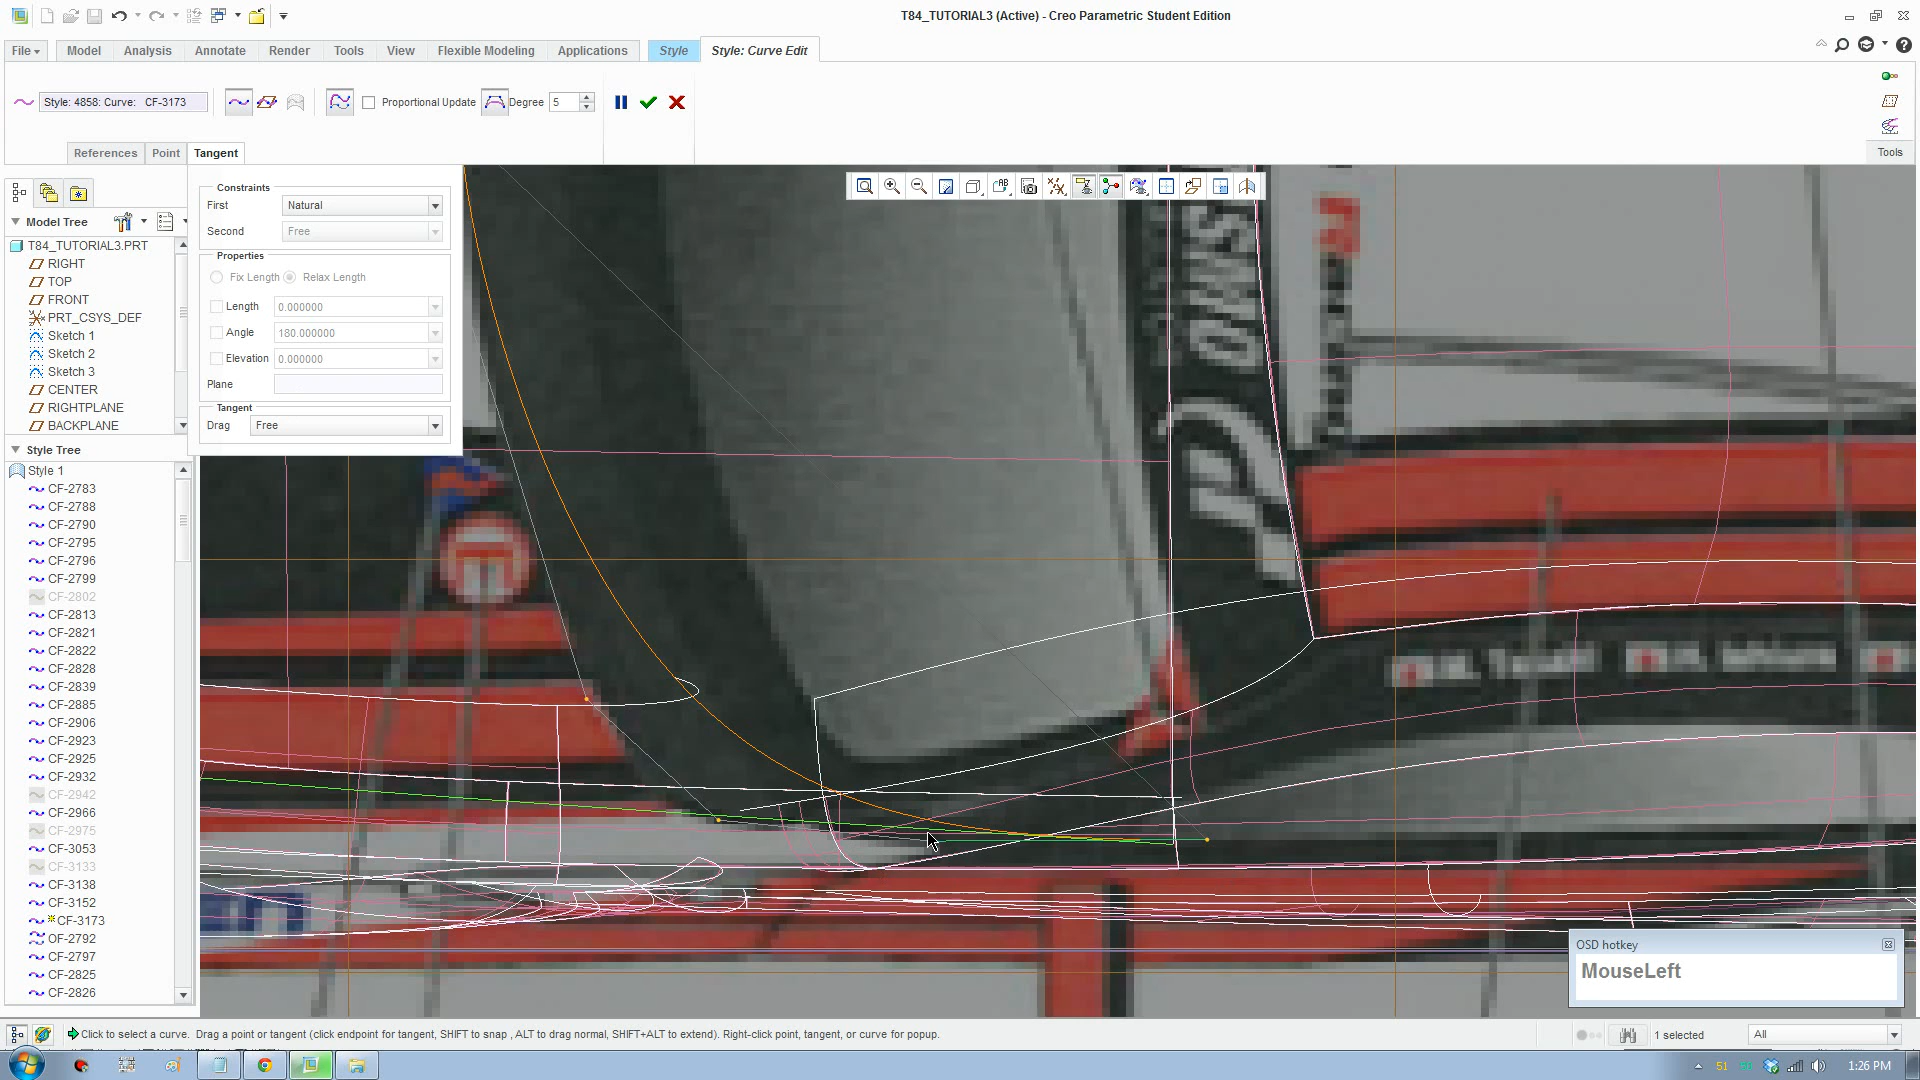 T84_TUTORIAL3 (Active) - Creo Parametric Student Edition
File
Model
Analysis
Annotate
Render
Tools
View
Flexible Modeling
Applications
Style
Style: Curve Edit
Style: 4858: Curve: CF-3173
Proportional Update
Degree
5
References
Point
Tangent
Tools
Constraints
First
Natural
Second
Free
Properties
Fix Length
Relax Length
Length
0.000000
Angle
180.000000
Elevation
0.000000
Plane
Tangent
Drag
Free
Model Tree
T84_TUTORIAL3.PRT
RIGHT
TOP
FRONT
PRT_CSYS_DEF
Sketch 1
Sketch 2
Sketch 3
CENTER
RIGHTPLANE
BACKPLANE
Style Tree
Style 1
CF-2783
CF-2788
CF-2790
CF-2795
CF-2796
CF-2799
CF-2802
CF-2813
CF-2821
CF-2822
CF-2828
CF-2839
CF-2885
CF-2906
CF-2923
CF-2925
CF-2932
CF-2942
CF-2966
CF-2975
CF-3053
CF-3133
CF-3138
CF-3152
CF-3173
OF-2792
CF-2797
CF-2825
CF-2826
OSD hotkey
MouseLeft
Click to select a curve. Drag a point or tangent (click endpoint for tangent, SHIFT to snap , ALT to drag normal, SHIFT+ALT to extend). Right-click point, tangent, or curve for popup.
1 selected
All
51
1:26 PM